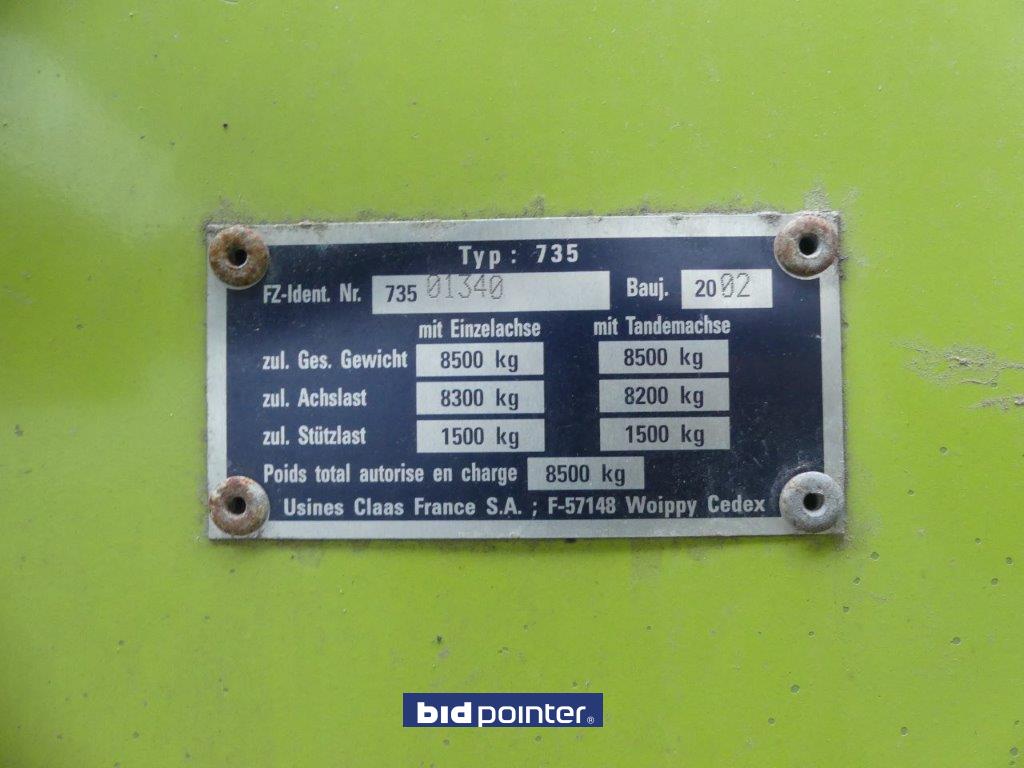 Typ: 735
FZ-Ident. Nr. 735 01340 Bauj. 2002
mit Einzelachse mit Tandemachse
zul. Ges. Gewicht 8500 kg 8500 kg
zul. Achslast 8300 kg 8200 kg
zul. Stützlast 1500 kg 1500 kg
Poids total autorise en charge 8500 kg
Usines Claas France S.A. ; F-57148 Woippy Cedex
bidpointer®